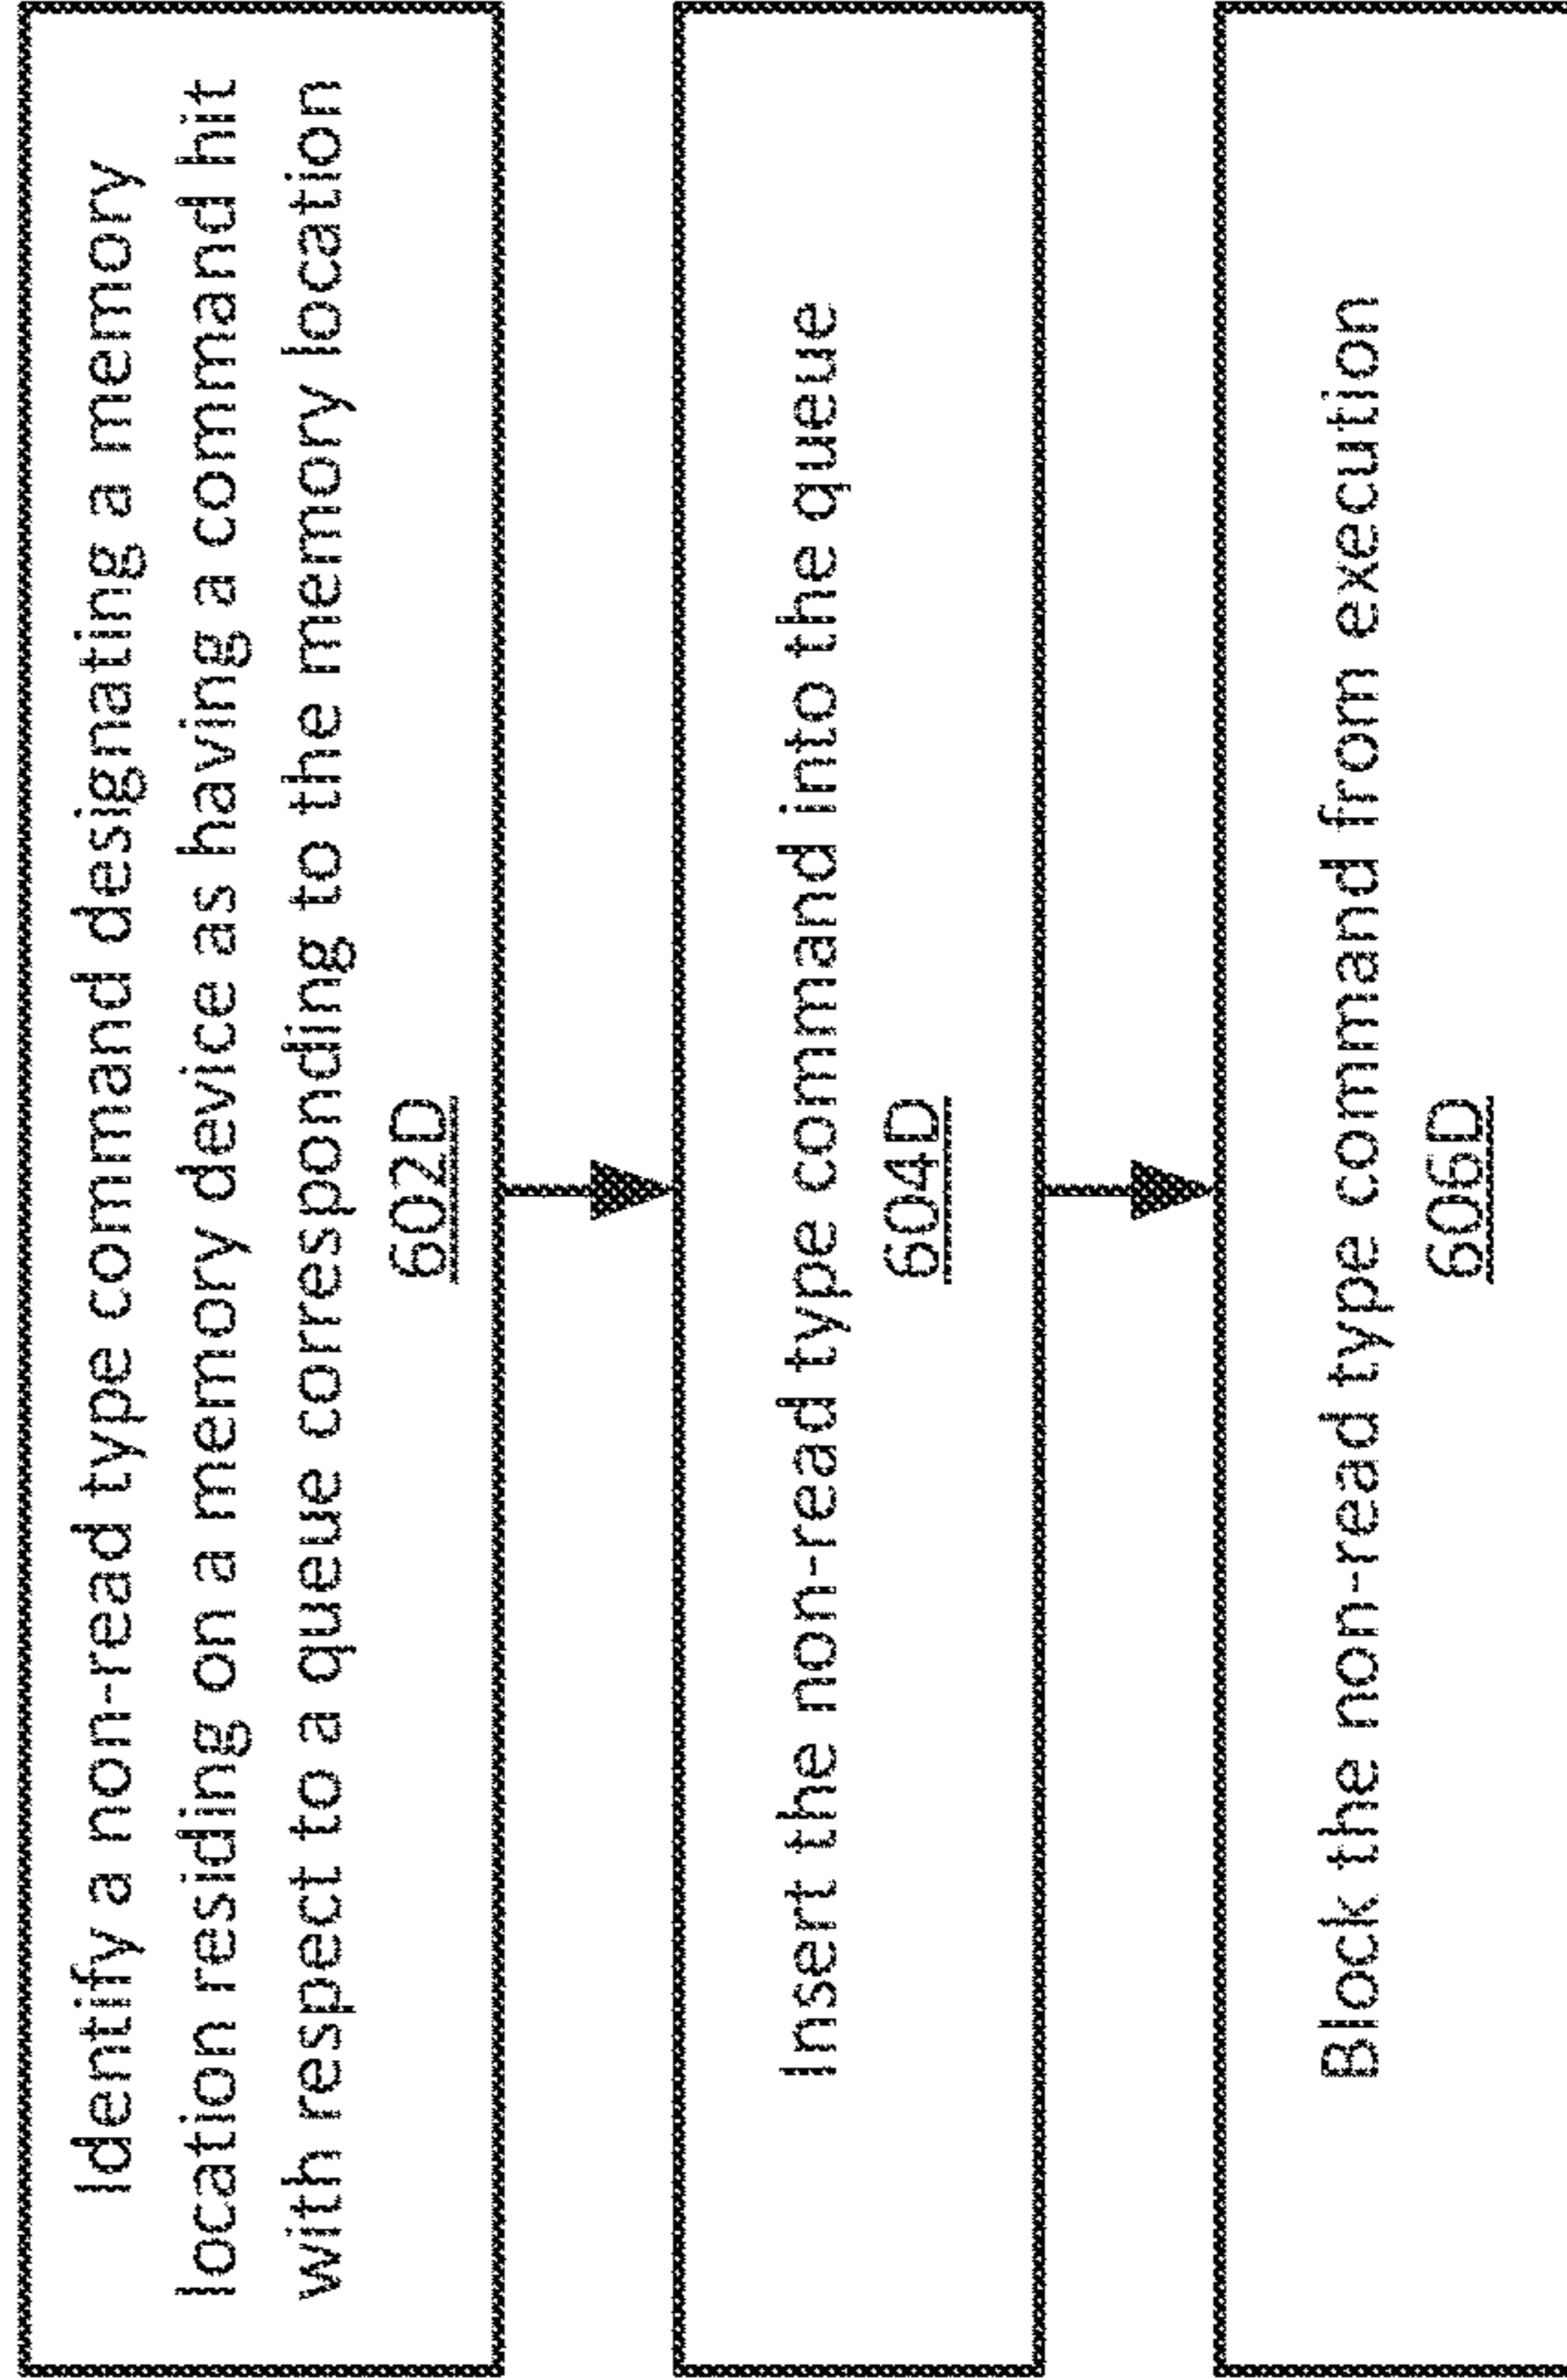 Identify a non-read type command designating a memory
location residing on a memory device as having a command hit
with respect to a queue corresponding to the memory location
602D
Insert the non-read type command into the queue
604D
Block the non-read type command from execution
606D